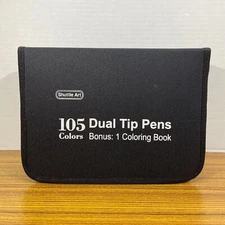 Shuttle Art
105 Dual Tip Pens
Colors Bonus: 1 Coloring Book